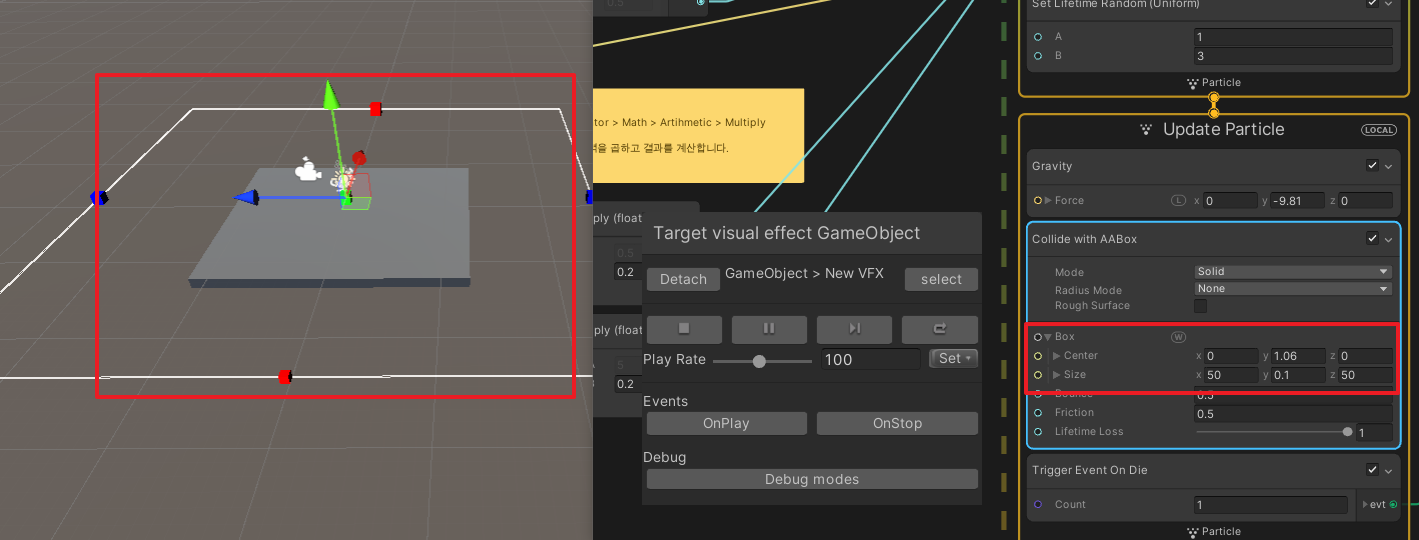 0.5
Set Lifetime Random (Uniform)
A 1
B 3
Particle
tor > Math > Artihmetic > Multiply
을 곱하고 결과를 계산합니다.
Update Particle LOCAL
Gravity
Force L x 0 y -9.81 z 0
ply (float
0.5
0.2
ply (float
5
0.2
Target visual effect GameObject
Detach GameObject > New VFX select
Play Rate 100 Set
Events
OnPlay OnStop
Debug
Debug modes
Collide with AABox
Mode Solid
Radius Mode None
Rough Surface
Box W
Center x 0 y 1.06 z 0
Size x 50 y 0.1 z 50
Bounce 0.5
Friction 0.5
Lifetime Loss 1
Trigger Event On Die
Count 1 evt
Particle